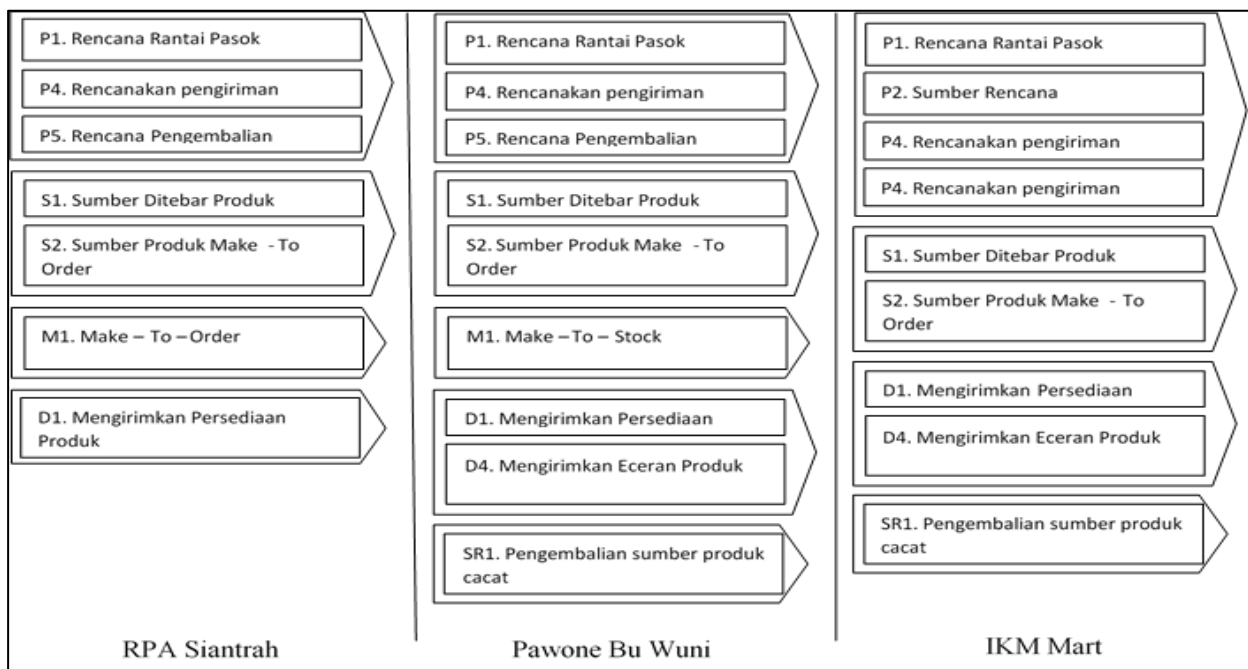 P1. Rencana Rantai Pasok
P4. Rencanakan pengiriman
P5. Rencana Pengembalian
S1. Sumber Ditebar Produk
S2. Sumber Produk Make - To
Order
M1. Make – To – Order
D1. Mengirimkan Persediaan
Produk
RPA Siantrah
P1. Rencana Rantai Pasok
P4. Rencanakan pengiriman
P5. Rencana Pengembalian
S1. Sumber Ditebar Produk
S2. Sumber Produk Make - To
Order
M1. Make – To – Stock
D1. Mengirimkan Persediaan
D4. Mengirimkan Eceran Produk
SR1. Pengembalian sumber produk
cacat
Pawone Bu Wuni
P1. Rencana Rantai Pasok
P2. Sumber Rencana
P4. Rencanakan pengiriman
P4. Rencanakan pengiriman
S1. Sumber Ditebar Produk
S2. Sumber Produk Make - To
Order
D1. Mengirimkan Persediaan
D4. Mengirimkan Eceran Produk
SR1. Pengembalian sumber produk
cacat
IKM Mart